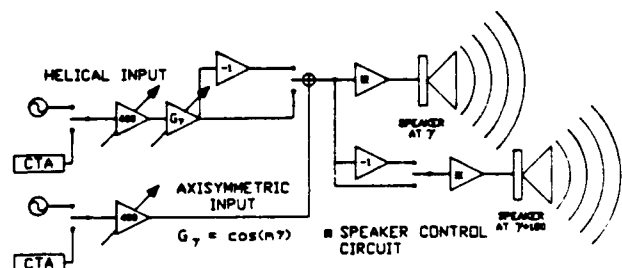 HELICAL INPUT
-1
400
Gγ
CTA
SPEAKER
AT γ
-1
SPEAKER
AT γ+180
AXISYMMETRIC
INPUT
400
Gγ = cos(mγ)
SPEAKER CONTROL
CIRCUIT
CTA